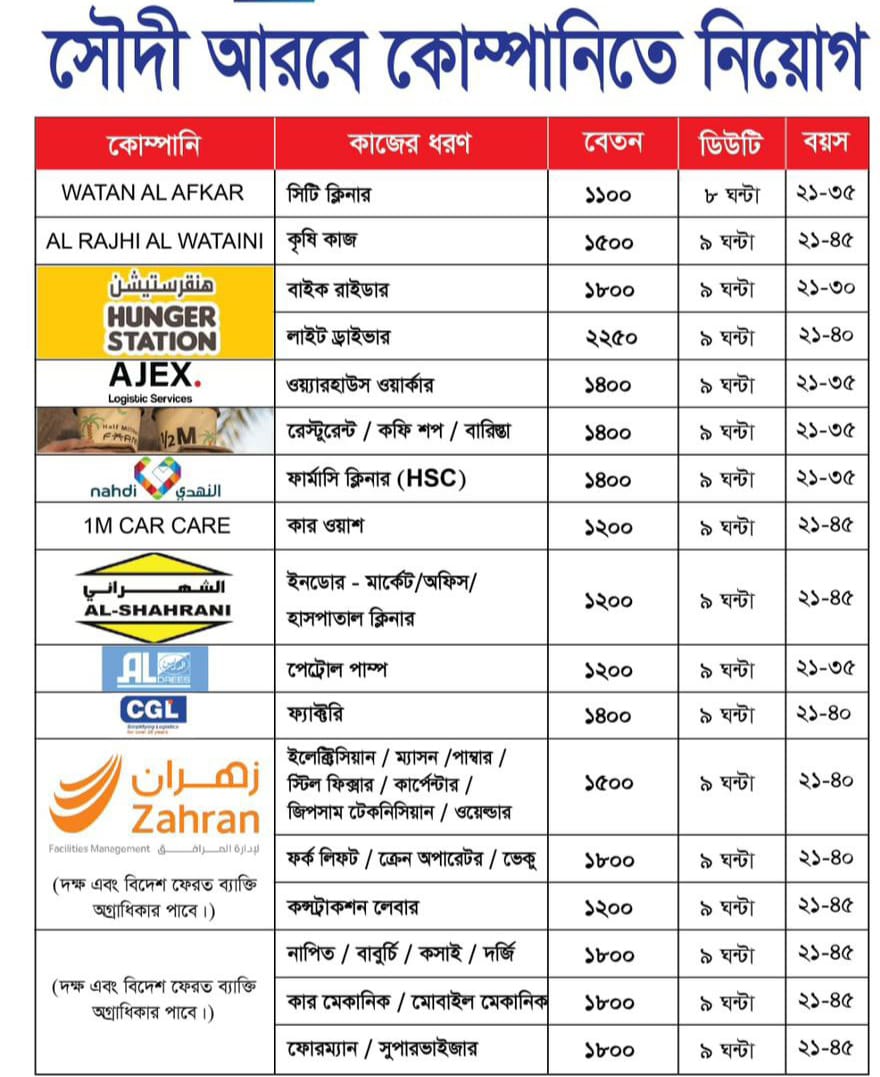 সৌদী আরবে কোম্পানিতে নিয়োগ
কোম্পানি কাজের ধরণ বেতন ডিউটি বয়স
WATAN AL AFKAR সিটি ক্লিনার ১১০০ ৮ ঘন্টা ২১-৩৫
AL RAJHI AL WATAINI কৃষি কাজ ১৫০০ ৯ ঘন্টা ২১-৪৫
هنقرستيشن
HUNGER
STATION
বাইক রাইডার ১৮০০ ৯ ঘন্টা ২১-৩০
লাইট ড্রাইভার ২২৫০ ৯ ঘন্টা ২১-৪০
AJEX.
Logistic Services
ওয়্যারহাউস ওয়ার্কার ১৪০০ ৯ ঘন্টা ২১-৩৫
Half Million
1/2M
রেস্টুরেন্ট / কফি শপ / বারিস্তা ১৪০০ ৯ ঘন্টা ২১-৩৫
nahdi النهدي
ফার্মাসি ক্লিনার (HSC) ১৪০০ ৯ ঘন্টা ২১-৩৫
1M CAR CARE কার ওয়াশ ১২০০ ৯ ঘন্টা ২১-৪৫
الشهراني
AL-SHAHRANI
ইনডোর - মার্কেট/অফিস/
হাসপাতাল ক্লিনার
১২০০ ৯ ঘন্টা ২১-৪৫
AL
DREES
পেট্রোল পাম্প ১২০০ ৯ ঘন্টা ২১-৩৫
CGL
Simplifying Logistics
for over 25 years
ফ্যাক্টরি ১৪০০ ৯ ঘন্টা ২১-৪০
زهران
Zahran
Facilities Management لإدارة المرافق
(দক্ষ এবং বিদেশ ফেরত ব্যাক্তি
অগ্রাধিকার পাবে।)
ইলেক্ট্রিসিয়ান / ম্যাসন /পাম্বার /
স্টিল ফিক্সার / কার্পেন্টার /
জিপসাম টেকনিসিয়ান / ওয়েল্ডার
১৫০০ ৯ ঘন্টা ২১-৪০
ফর্ক লিফট / ক্রেন অপারেটর / ভেকু ১৮০০ ৯ ঘন্টা ২১-৪০
কন্সট্রাকশন লেবার ১২০০ ৯ ঘন্টা ২১-৪৫
(দক্ষ এবং বিদেশ ফেরত ব্যাক্তি
অগ্রাধিকার পাবে।)
নাপিত / বাবুর্চি / কসাই / দর্জি ১৮০০ ৯ ঘন্টা ২১-৪৫
কার মেকানিক / মোবাইল মেকানিক ১৮০০ ৯ ঘন্টা ২১-৪৫
ফোরম্যান / সুপারভাইজার ১৮০০ ৯ ঘন্টা ২১-৪৫